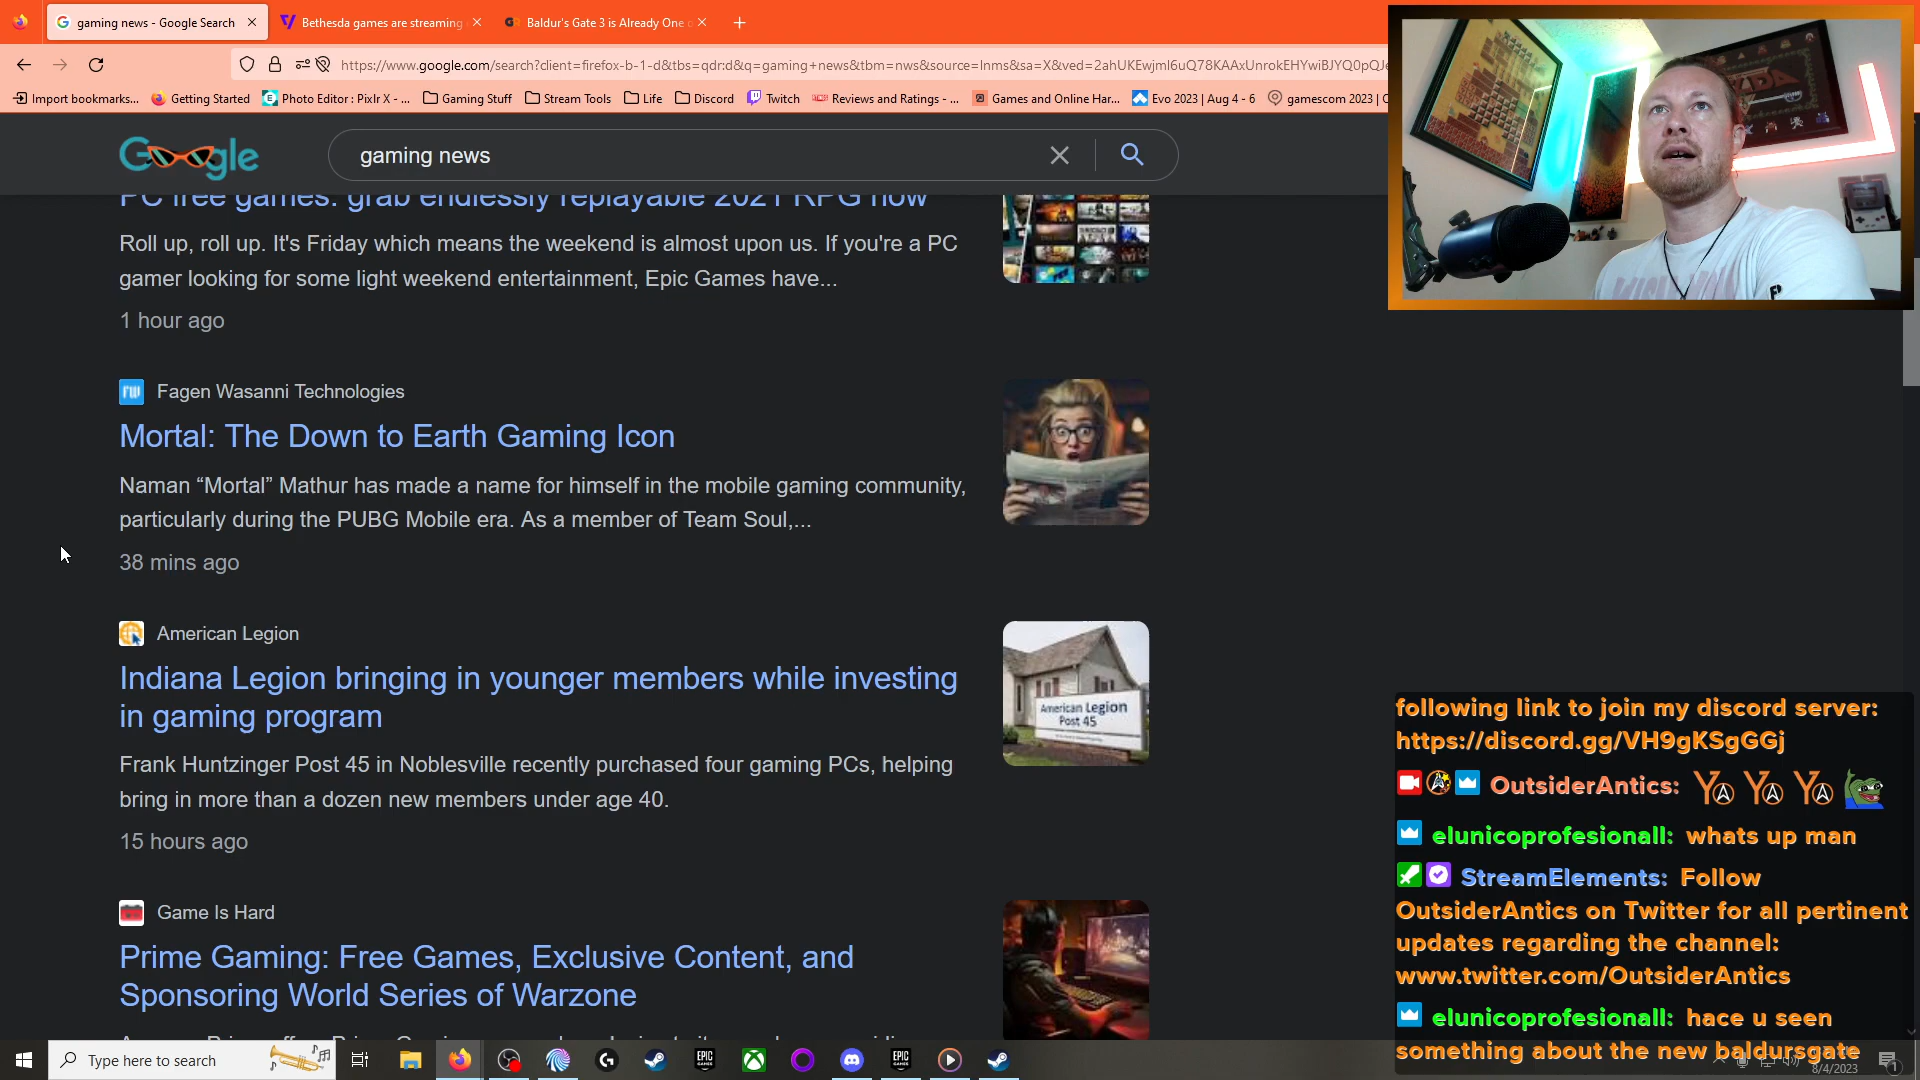 gaming news - Google Search
Bethesda games are streaming
Baldur's Gate 3 is Already One
https://www.google.com/search?client=firefox-b-1-d&tbs=qdr:d&q=gaming+news&tbm=nws&source=lnms&sa=X&ved=2ahUKEwjml6uQ78KAAxUnrokEHYwiBJYQ0pQJe
Import bookmarks...
Getting Started
Photo Editor : Pixlr X - ...
Gaming Stuff
Stream Tools
Life
Discord
Twitch
Reviews and Ratings - ...
Games and Online Har...
Evo 2023 | Aug 4 - 6
gamescom 2023 |
Google
gaming news
PC free games: grab endlessly replayable 2021 RPG now
Roll up, roll up. It's Friday which means the weekend is almost upon us. If you're a PC
gamer looking for some light weekend entertainment, Epic Games have...
1 hour ago
Fagen Wasanni Technologies
Mortal: The Down to Earth Gaming Icon
Naman “Mortal” Mathur has made a name for himself in the mobile gaming community,
particularly during the PUBG Mobile era. As a member of Team Soul,...
38 mins ago
American Legion
Indiana Legion bringing in younger members while investing
in gaming program
American Legion
Post 45
Frank Huntzinger Post 45 in Noblesville recently purchased four gaming PCs, helping
bring in more than a dozen new members under age 40.
15 hours ago
Game Is Hard
Prime Gaming: Free Games, Exclusive Content, and
Sponsoring World Series of Warzone
following link to join my discord server:
https://discord.gg/VH9gKSgGGj
OutsiderAntics:
elunicoprofesionall: whats up man
StreamElements: Follow
OutsiderAntics on Twitter for all pertinent
updates regarding the channel:
www.twitter.com/OutsiderAntics
elunicoprofesionall: hace u seen
something about the new baldursgate
Type here to search
8/4/2023